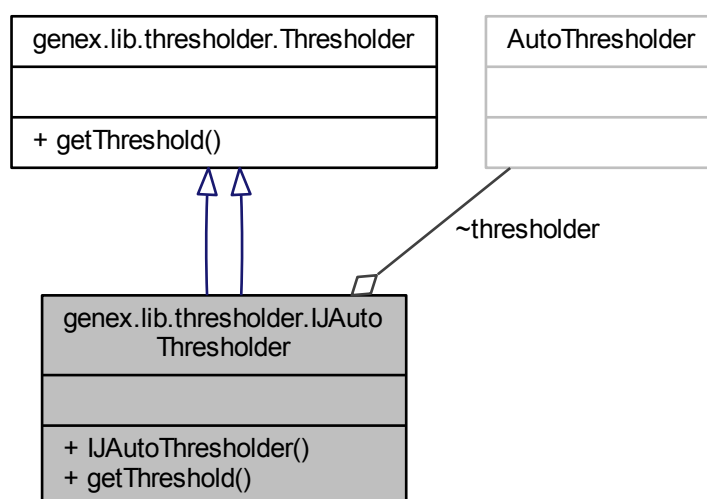 genex.lib.thresholder.Thresholder
+ getThreshold()
AutoThresholder
~thresholder
genex.lib.thresholder.IJAuto
Thresholder
+ IJAutoThresholder()
+ getThreshold()